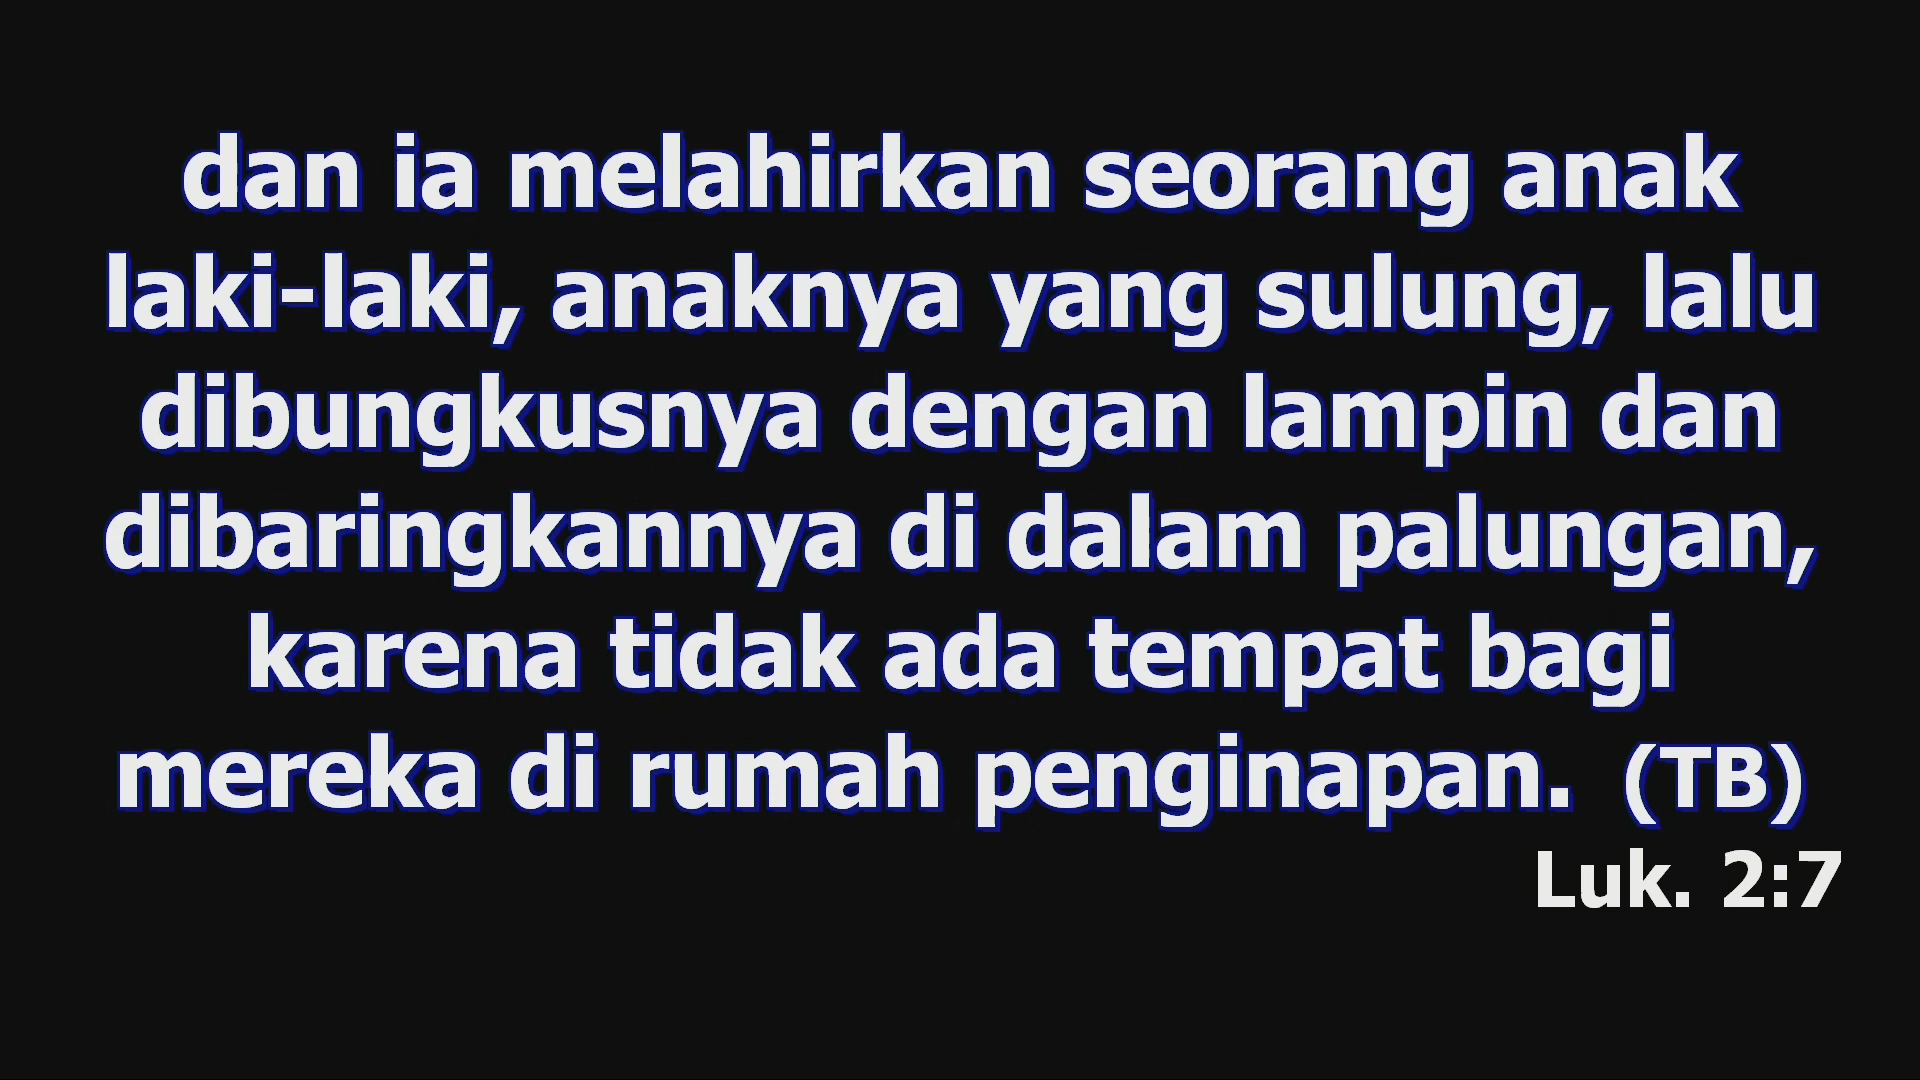 dan ia melahirkan seorang anak
laki-laki, anaknya yang sulung, lalu
dibungkusnya dengan lampin dan
dibaringkannya di dalam palungan,
karena tidak ada tempat bagi
mereka di rumah penginapan. (TB)
Luk. 2:7